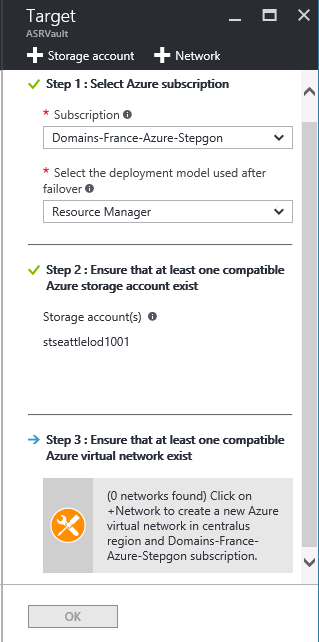 Target
ASRVault
+ Storage account + Network
Step 1 : Select Azure subscription
* Subscription
Domains-France-Azure-Stepgon
* Select the deployment model used after
failover
Resource Manager
Step 2 : Ensure that at least one compatible
Azure storage account exist
Storage account(s)
stseattlelod1001
Step 3 : Ensure that at least one compatible
Azure virtual network exist
(0 networks found) Click on
+Network to create a new Azure
virtual network in centralus
region and Domains-France-
Azure-Stepgon subscription.
OK